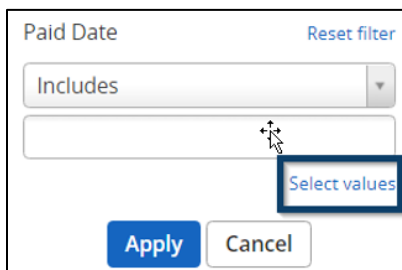 Paid Date Reset filter
Includes
Select values
Apply Cancel